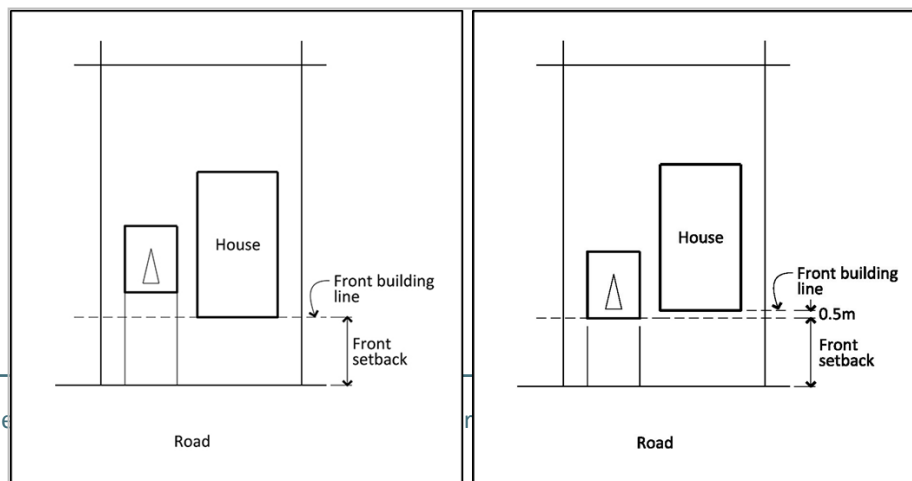 House
Front building
line
Front
setback
Road
House
Front building
line
0.5m
Front
setback
Road